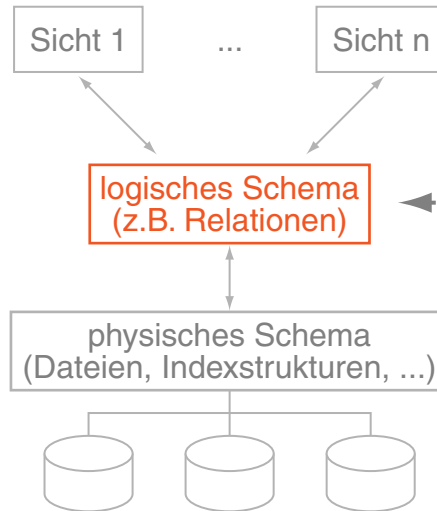 Sicht 1
...
Sicht n
logisches Schema
(z.B. Relationen)
physisches Schema
(Dateien, Indexstrukturen, ...)